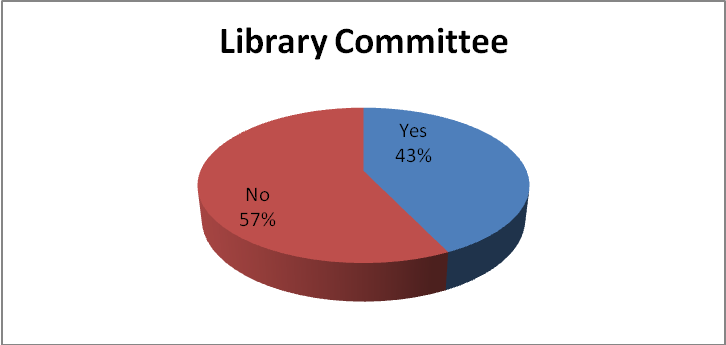 Library Committee
Yes
43%
No
57%